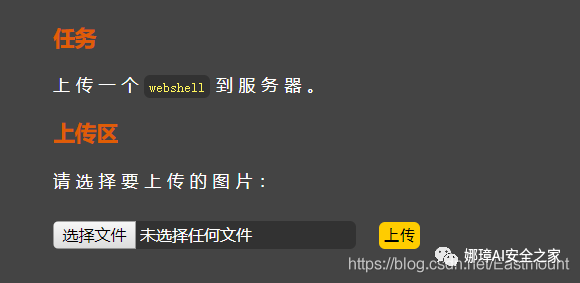 任务
上传一个 webshell 到服务器。
上传区
请选择要上传的图片：
选择文件 未选择任何文件 上传
娜璋AI安全之家
https://blog.csdn.net/Eastmount